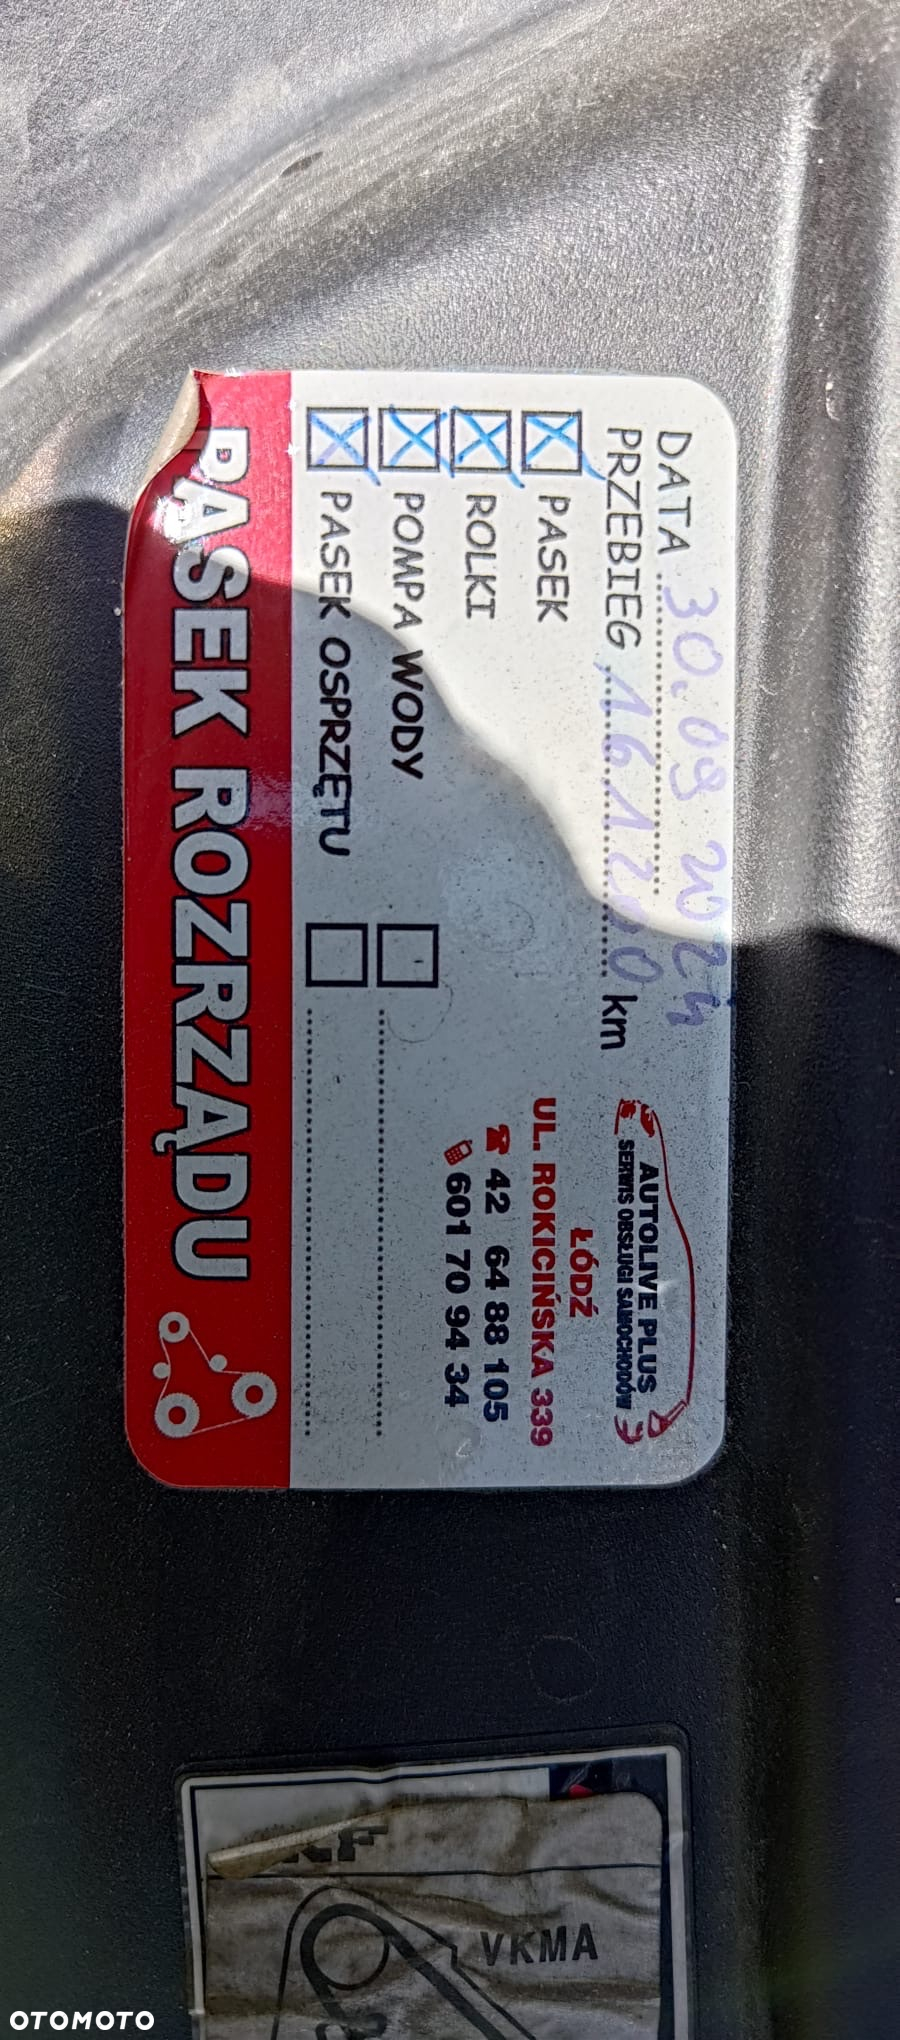 DATA 30.09 2024
PRZEBIEG 161200 km
PASEK
ROLKI
POMPA WODY
PASEK OSPRZĘTU
AUTOLIVE PLUS
SERWIS OBSŁUGI SAMOCHODÓW
ŁÓDŹ
UL. ROKICIŃSKA 339
42 64 88 105
601 70 94 34
PASEK ROZRZĄDU
VKMA
OTOMOTO